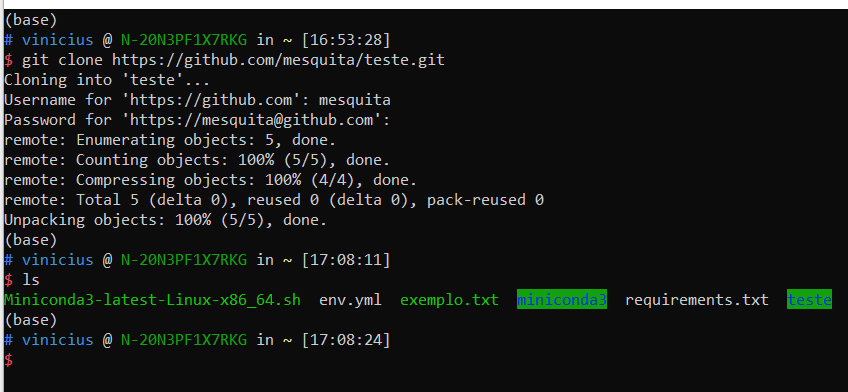 (base)
# vinicius @ N-20N3PF1X7RKG in ~ [16:53:28]
$ git clone https://github.com/mesquita/teste.git
Cloning into 'teste'...
Username for 'https://github.com': mesquita
Password for 'https://mesquita@github.com':
remote: Enumerating objects: 5, done.
remote: Counting objects: 100% (5/5), done.
remote: Compressing objects: 100% (4/4), done.
remote: Total 5 (delta 0), reused 0 (delta 0), pack-reused 0
Unpacking objects: 100% (5/5), done.
(base)
# vinicius @ N-20N3PF1X7RKG in ~ [17:08:11]
$ ls
Miniconda3-latest-Linux-x86_64.sh  env.yml  exemplo.txt  miniconda3  requirements.txt  teste
(base)
# vinicius @ N-20N3PF1X7RKG in ~ [17:08:24]
$